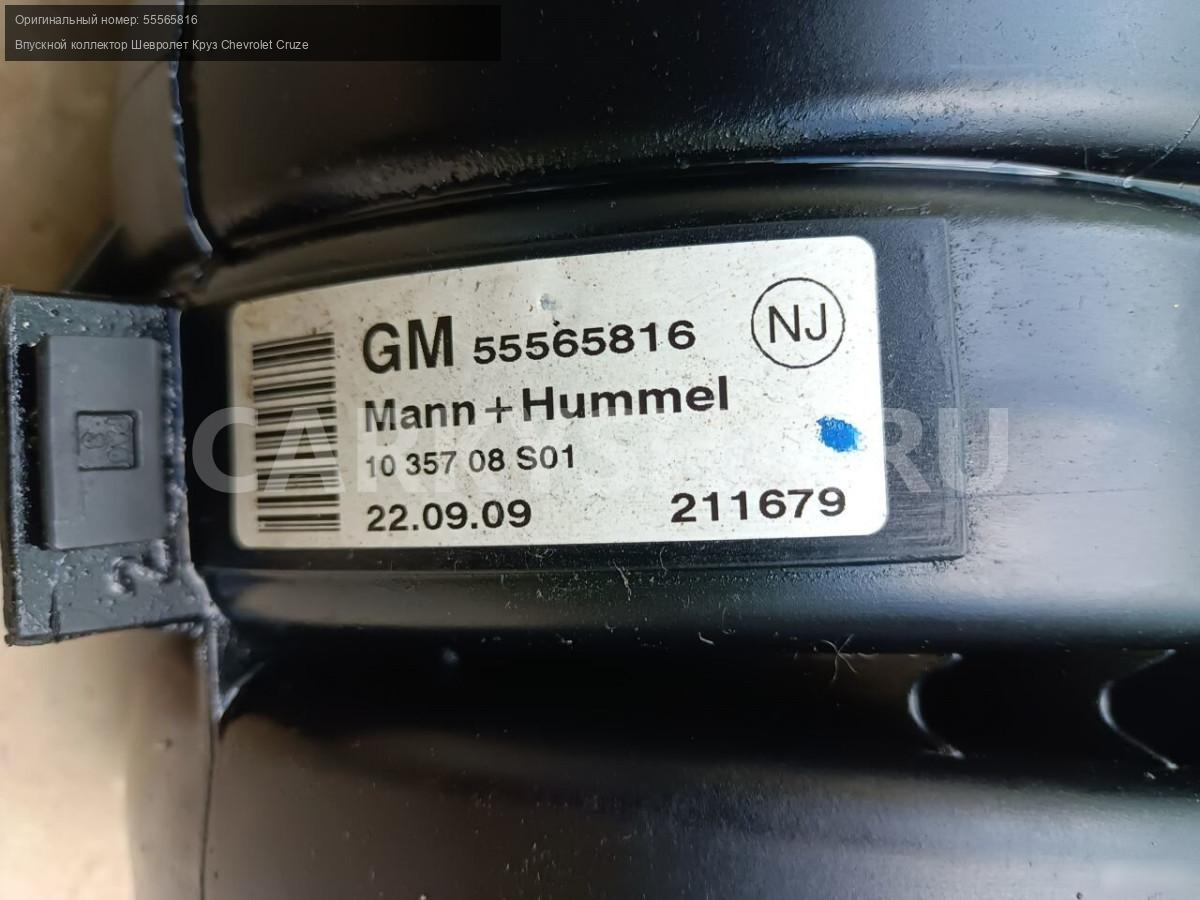 Оригинальный номер: 55565816
Впускной коллектор Шевролет Круз Chevrolet Cruze
GM 55565816 NJ
Mann+Hummel
10 357 08 S01
22.09.09 211679